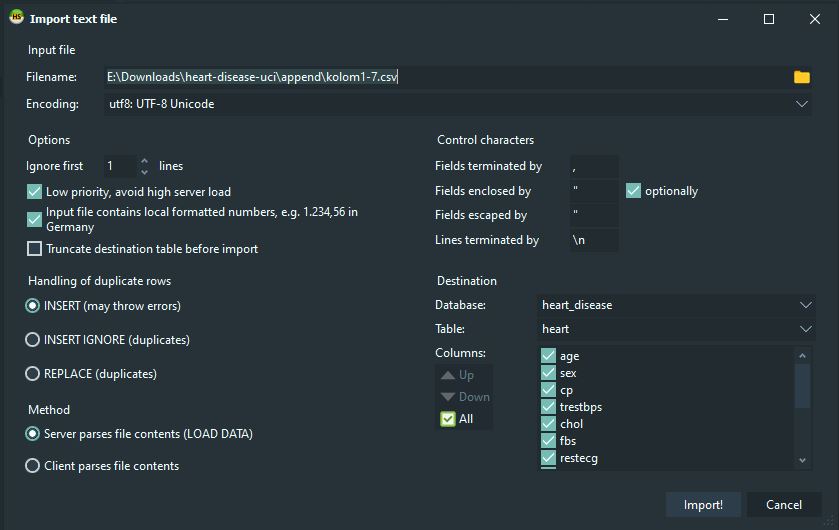 HS Import text file
Input file
Filename: E:\Downloads\heart-disease-uci\append\kolom1-7.csv
Encoding: utf8: UTF-8 Unicode
Options
Ignore first 1 lines
Low priority, avoid high server load
Input file contains local formatted numbers, e.g. 1.234,56 in
Germany
Truncate destination table before import
Control characters
Fields terminated by ,
Fields enclosed by " optionally
Fields escaped by "
Lines terminated by \n
Handling of duplicate rows
INSERT (may throw errors)
INSERT IGNORE (duplicates)
REPLACE (duplicates)
Method
Server parses file contents (LOAD DATA)
Client parses file contents
Destination
Database: heart_disease
Table: heart
Columns:
Up
Down
All
age
sex
cp
trestbps
chol
fbs
restecg
Import! Cancel